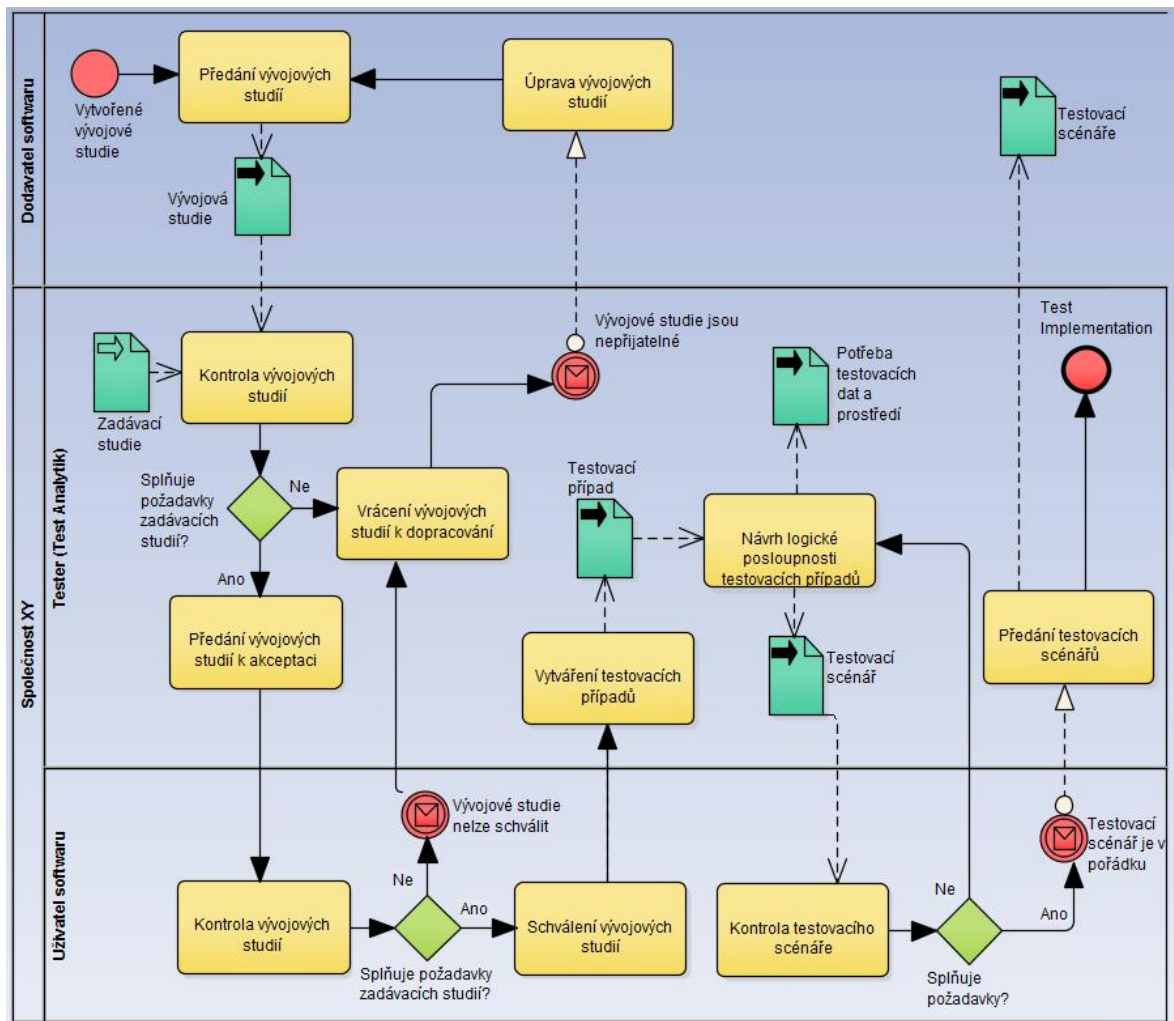 Dodavatel softwaru
Vytvořené
vývojové
studie
Předání vývojových
studií
Úprava vývojových
studií
Vývojová
studie
Testovací
scénáře
Společnost XY
Tester (Test Analytik)
Zadávací
studie
Kontrola vývojových
studií
Vývojové studie jsou
nepřijatelné
Potřeba
testovacích
dat a
prostředí
Test
Implementation
Splňuje
požadavky
zadávacích
studií?
Ne
Ano
Vrácení vývojových
studií k dopracování
Testovací
případ
Návrh logické
posloupnosti
testovacích případů
Předání vývojových
studií k akceptaci
Vytváření testovacích
případů
Testovací
scénář
Předání testovacích
scénářů
Uživatel softwaru
Vývojové studie
nelze schválit
Testovací
scénář je v
pořádku
Kontrola vývojových
studií
Ne
Ano
Splňuje požadavky
zadávacích studií?
Schválení vývojových
studií
Kontrola testovacího
scénáře
Ne
Ano
Splňuje
požadavky?